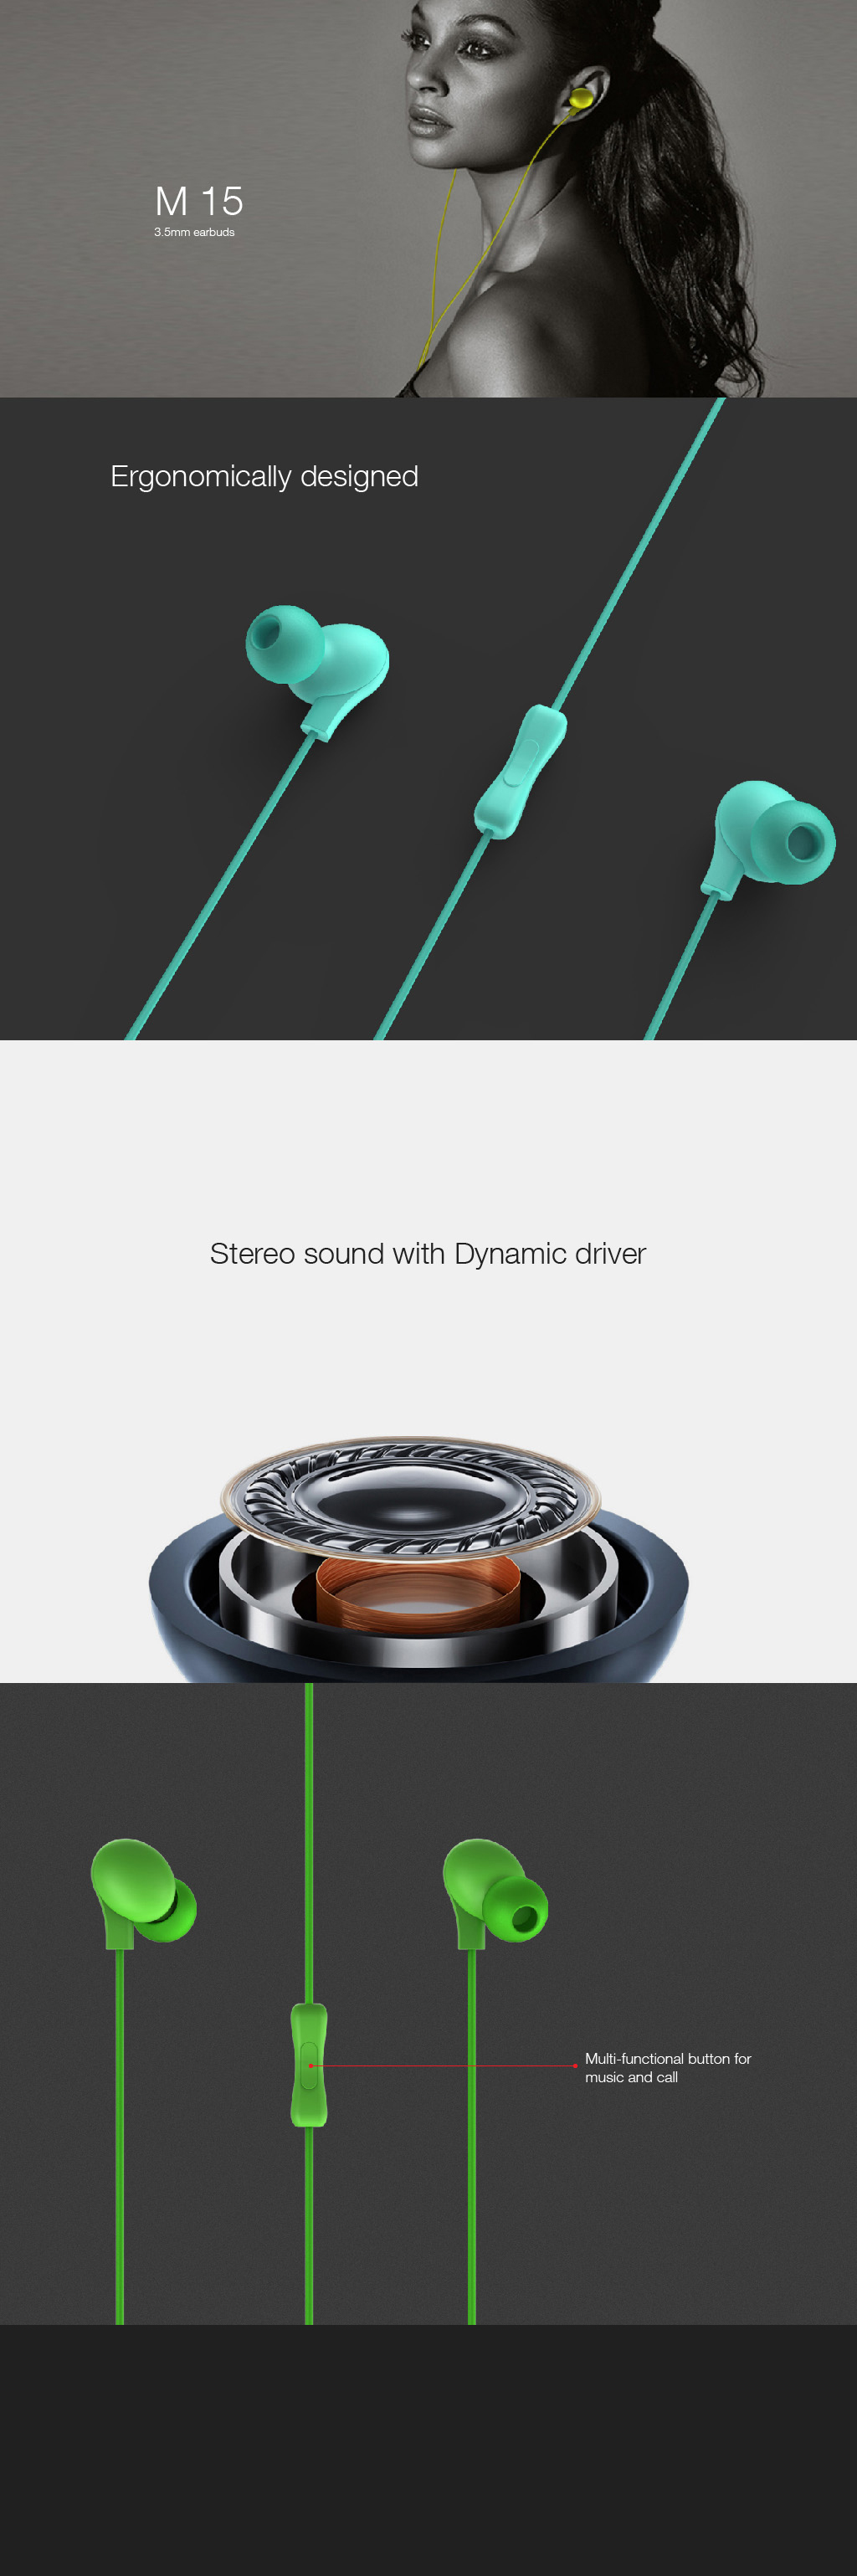 M 15
3.5mm earbuds
Ergonomically designed
Stereo sound with Dynamic driver
Multi-functional button for
music and call